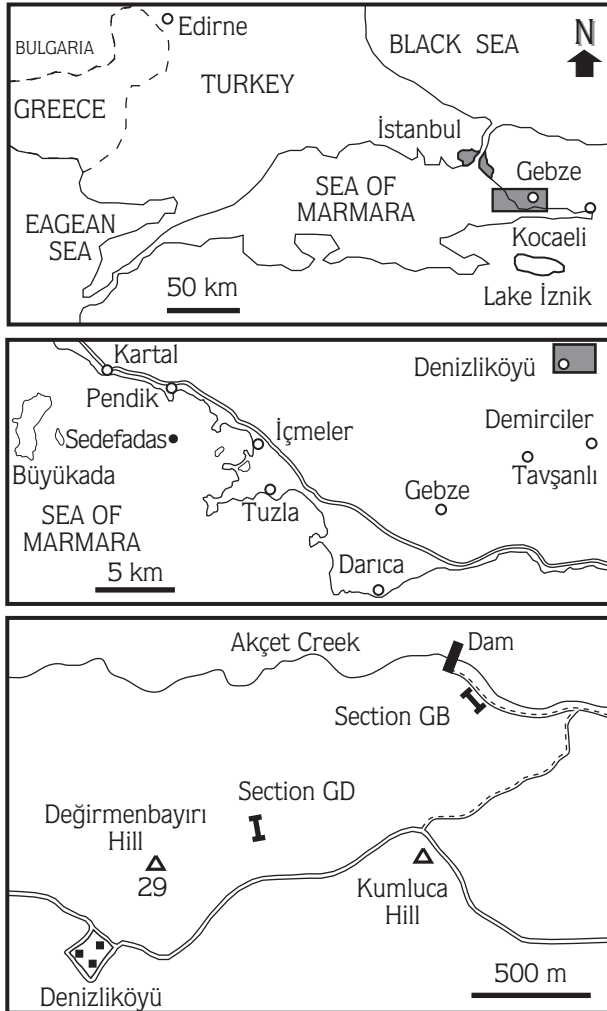 Edirne
BULGARIA
BLACK SEA
N
TURKEY
GREECE
İstanbul
Gebze
SEA OF
MARMARA
EAGEAN
SEA
Kocaeli
50 km
Lake İznik
Kartal
Denizliköyü
Pendik
Demirciler
Sedefadas
İçmeler
Büyükada
Tavşanlı
Tuzla
Gebze
SEA OF
MARMARA
5 km
Darıca
Akçet Creek
Dam
Section GB
Section GD
Değirmenbayırı
Hill
29
Kumluca
Hill
500 m
Denizliköyü